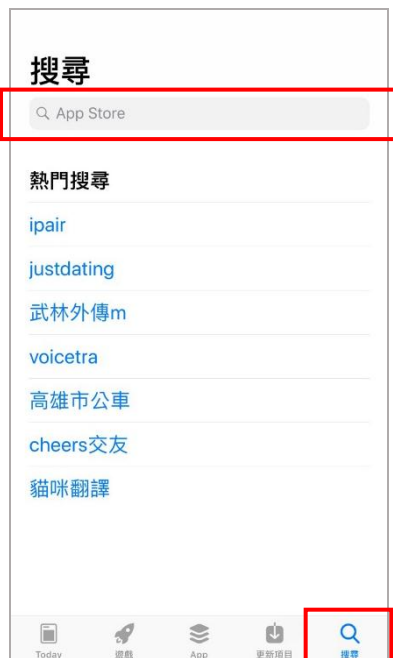 搜尋
App Store
熱門搜尋
ipair
justdating
武林外傳m
voicetra
高雄市公車
cheers交友
貓咪翻譯
Today 遊戲 App 更新項目 搜尋